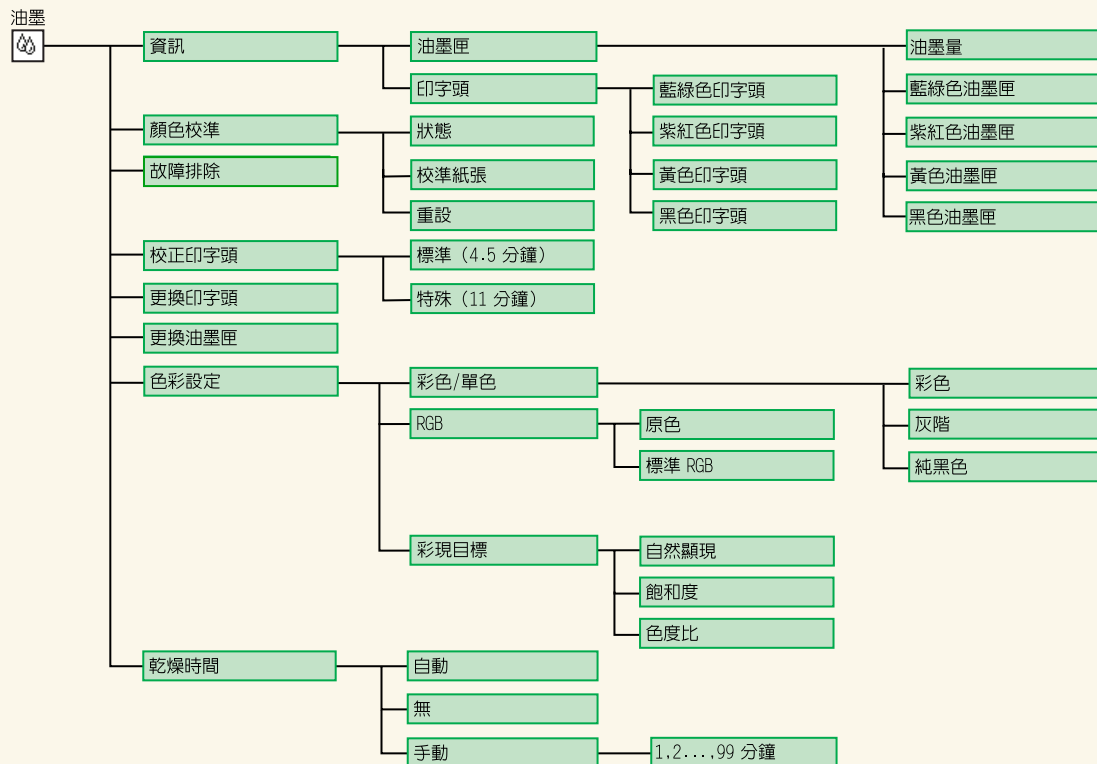 油墨
資訊
油墨匣
油墨量
印字頭
藍綠色印字頭
藍綠色油墨匣
顏色校準
狀態
紫紅色印字頭
紫紅色油墨匣
故障排除
校準紙張
黃色印字頭
黃色油墨匣
重設
黑色印字頭
黑色油墨匣
校正印字頭
標準 (4.5 分鐘)
更換印字頭
特殊 (11 分鐘)
更換油墨匣
色彩設定
彩色/單色
彩色
RGB
原色
灰階
標準 RGB
純黑色
彩現目標
自然顯現
飽和度
色度比
乾燥時間
自動
無
手動
1,2...,99 分鐘